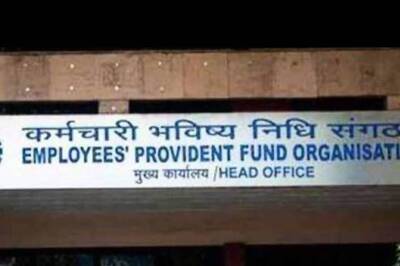 कर्मचारी भविष्य निधि संगठ
EMPLOYEES' PROVIDENT FUND ORGANISATI
मुख्य कार्यालय /HEAD OFFICE